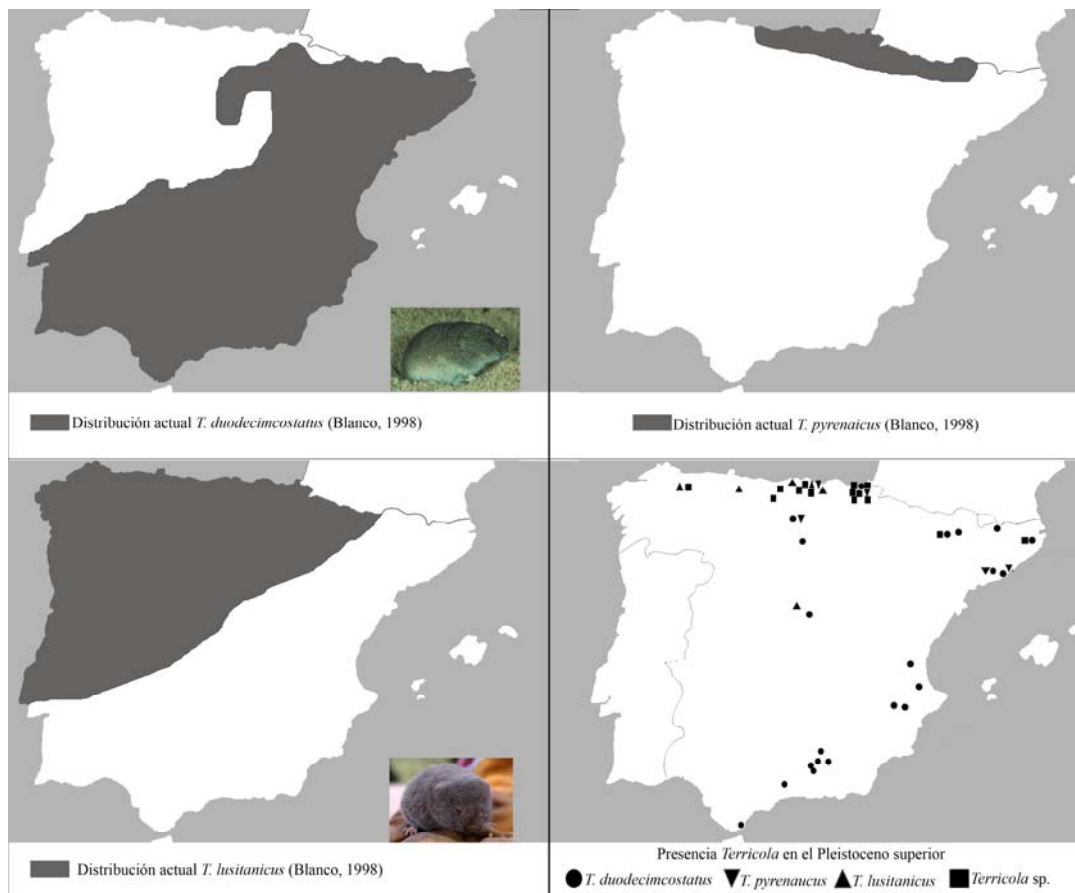 Distribución actual T. duodecimcostatus (Blanco, 1998)
Distribución actual T. pyrenaicus (Blanco, 1998)
Distribución actual T. lusitanicus (Blanco, 1998)
Presencia Terricola en el Pleistoceno superior
T. duodecimcostatus T. pyrenaucus T. lusitanicus Terricola sp.